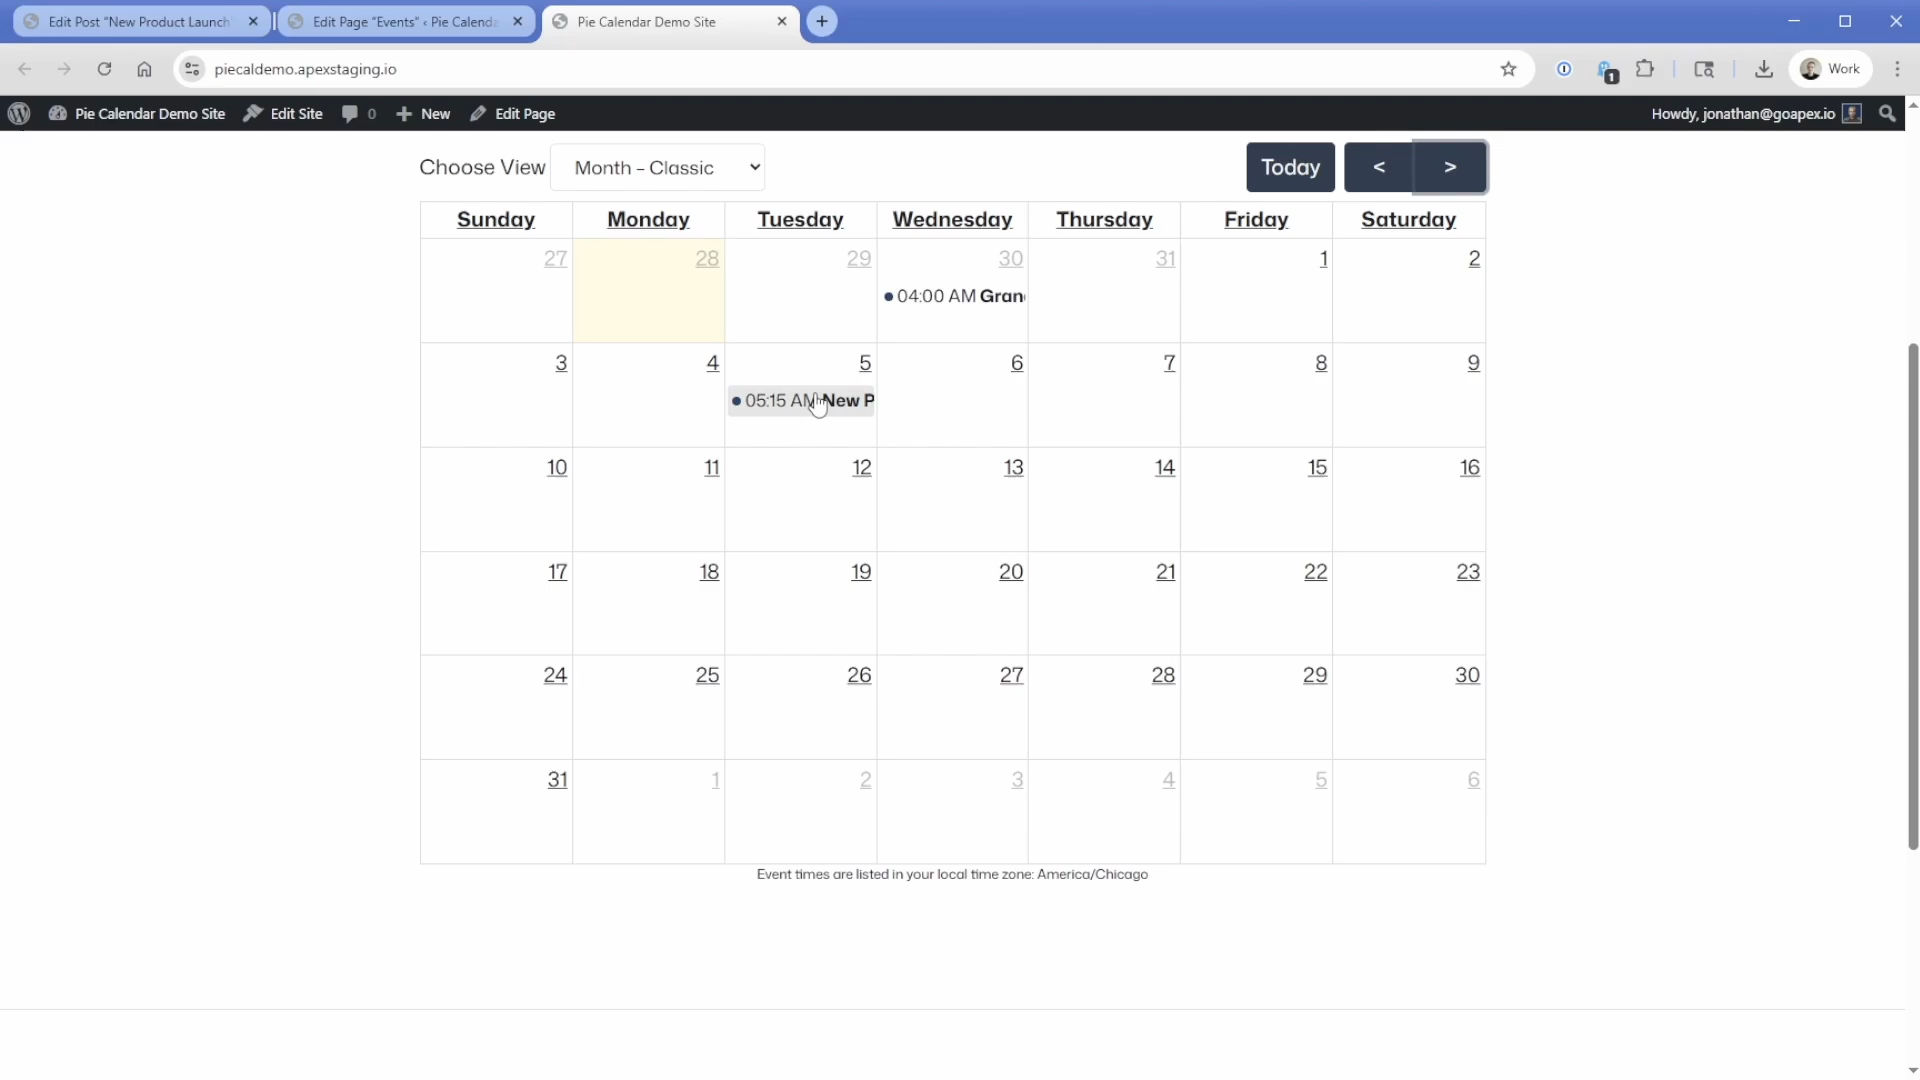 Edit Post "New Product Launch
Edit Page "Events" ‹ Pie Calenda
Pie Calendar Demo Site
piecaldemo.apexstaging.io
1
Work
Pie Calendar Demo Site
Edit Site
0
New
Edit Page
Howdy, jonathan@goapex.io
Choose View
Month – Classic
Today
<
>
Sunday Monday Tuesday Wednesday Thursday Friday Saturday
27 28 29 30 31 1 2
04:00 AM Gran
3 4 5 6 7 8 9
05:15 AM New P
10 11 12 13 14 15 16
17 18 19 20 21 22 23
24 25 26 27 28 29 30
31 1 2 3 4 5 6
Event times are listed in your local time zone: America/Chicago